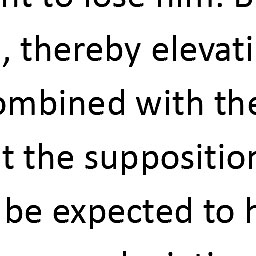 nt to lose him. B
, thereby elevati
ombined with the
t the supposition
be expected to h